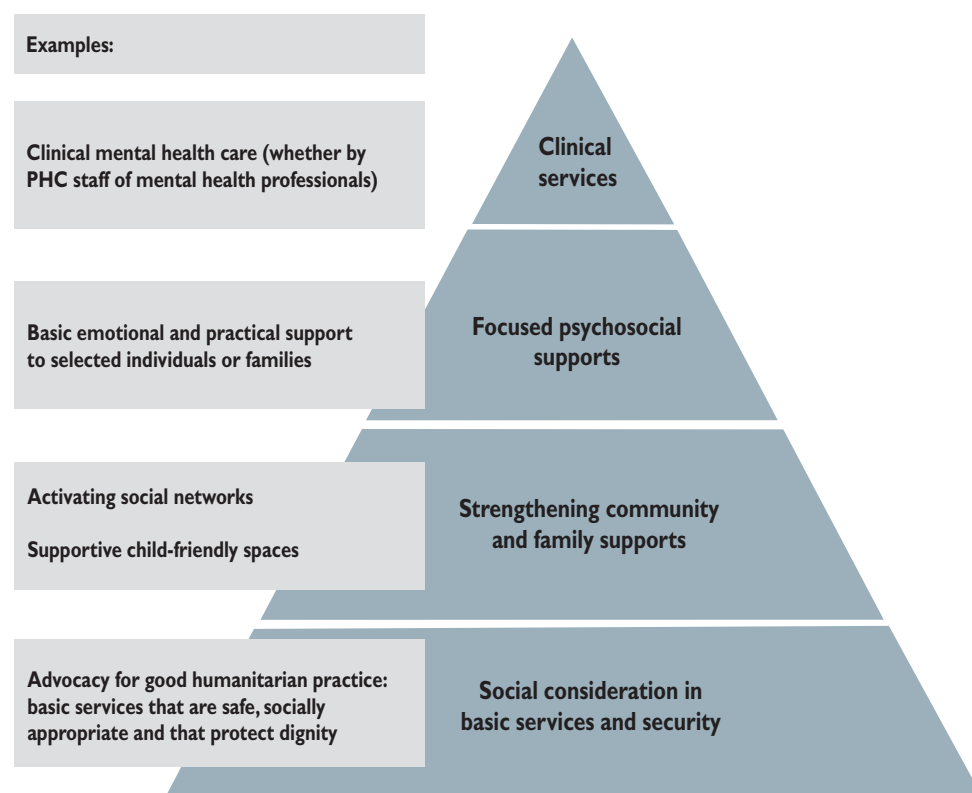 Examples:
Clinical mental health care (whether by
PHC staff of mental health professionals)
Clinical
services
Basic emotional and practical support
to selected individuals or families
Focused psychosocial
supports
Activating social networks
Supportive child-friendly spaces
Strengthening community
and family supports
Advocacy for good humanitarian practice:
basic services that are safe, socially
appropriate and that protect dignity
Social consideration in
basic services and security